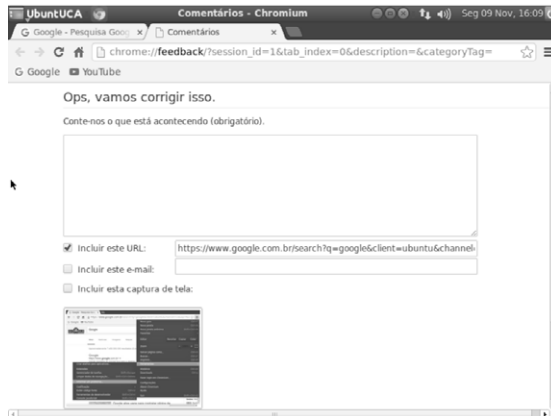 UbuntUCA
Comentários - Chromium
Seg 09 Nov, 16:09
Google - Pesquisa Goog
Comentários
chrome://feedback/?session_id=1&tab_index=0&description=&categoryTag=
Google YouTube
Ops, vamos corrigir isso.
Conte-nos o que está acontecendo (obrigatório).
Incluir este URL: https://www.google.com.br/search?q=google&client=ubuntu&channel=
Incluir este e-mail:
Incluir esta captura de tela: